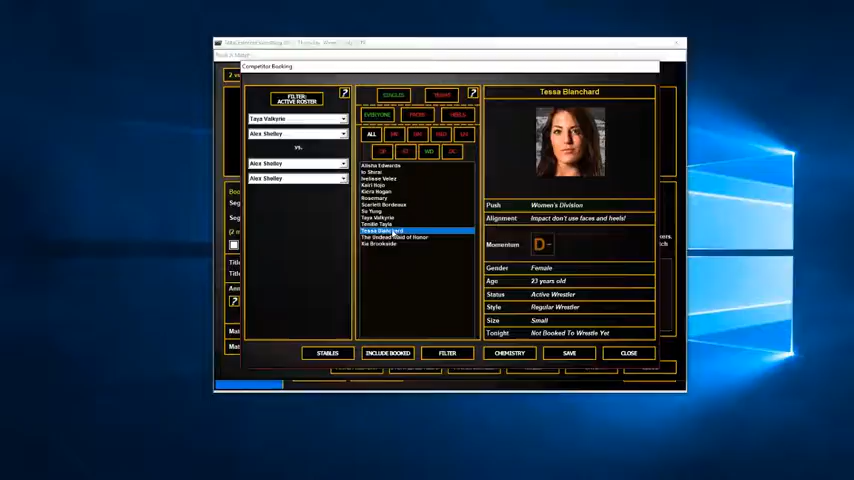 Competitor Booking
FILTER:
ACTIVE ROSTER
?
Taya Valkyrie
Alex Shelley
vs.
Alex Shelley
Alex Shelley
SINGLES
?
EVERYONE
FACES
HEELS
ALL
WD
Alisha Edwards
Io Shirai
Ivelisse Velez
Kairi Hojo
Kiera Hogan
Rosemary
Scarlett Bordeaux
Su Yung
Taya Valkyrie
Tenille Tayla
Tessa Blanchard
The Undead Maid of Honor
Xia Brookside
Tessa Blanchard
Push Women's Division
Alignment Impact don't use faces and heels!
Momentum D-
Gender Female
Age 23 years old
Status Active Wrestler
Style Regular Wrestler
Size Small
Tonight Not Booked To Wrestle Yet
STABLES
INCLUDE BOOKED
FILTER
CHEMISTRY
SAVE
CLOSE